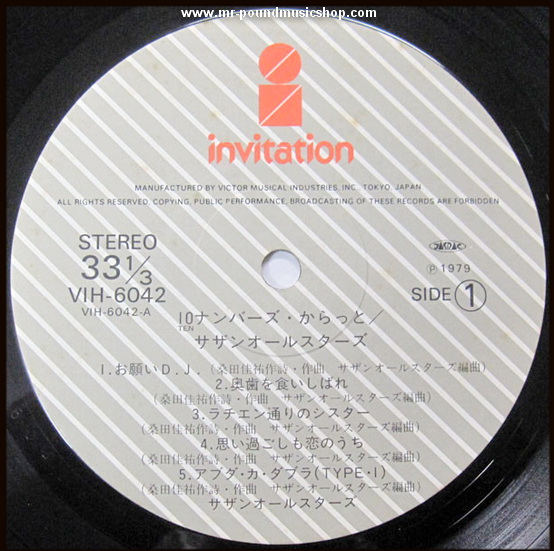 www.mr-poundmusicshop.com
invitation
MANUFACTURED BY VICTOR MUSICAL INDUSTRIES, INC., TOKYO, JAPAN
ALL RIGHTS RESERVED, COPYING, PUBLIC PERFORMANCE, BROADCASTING OF THESE RECORDS ARE FORBIDDEN
STEREO
33 1/3
VIH-6042
VIH-6042-A
JASRAC
Ⓟ 1979
SIDE ①
10ナンバーズ・からっと/
TEN
サザンオールスターズ
1.お願いD.J.(桑田佳祐作詩・作曲 サザンオールスターズ編曲)
2.奥歯を食いしばれ
(桑田佳祐作詩・作曲 サザンオールスターズ編曲)
3.ラチエン通りのシスター
(桑田佳祐作詩・作曲 サザンオールスターズ編曲)
4.思い過ごしも恋のうち
(桑田佳祐作詩・作曲 サザンオールスターズ編曲)
5.アブダ・カ・ダブラ(TYPE・1)
(桑田佳祐作詩・作曲 サザンオールスターズ編曲)
サザンオールスターズ